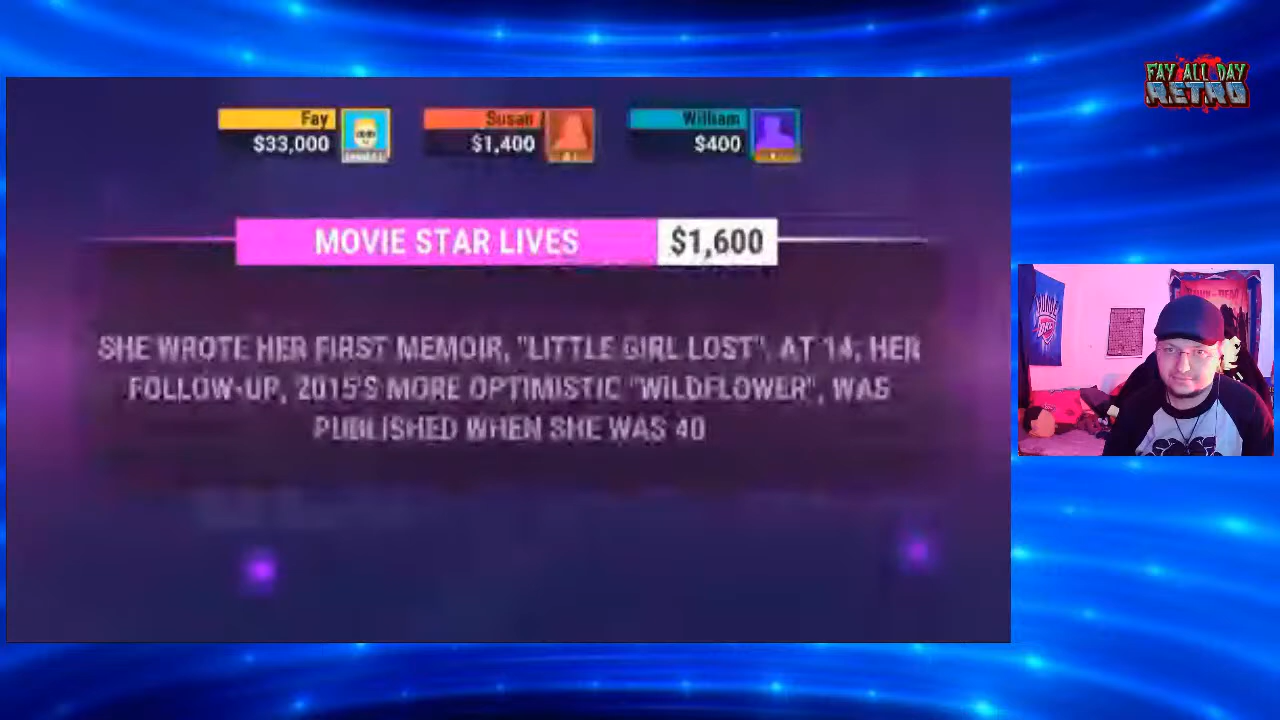 FAY ALL DAY
RETRO
Fay
$33,000
Susan
$1,400
William
$400
MOVIE STAR LIVES
$1,600
SHE WROTE HER FIRST MEMOIR, "LITTLE GIRL LOST", AT 14; HER
FOLLOW-UP, 2015'S MORE OPTIMISTIC "WILDFLOWER", WAS
PUBLISHED WHEN SHE WAS 40